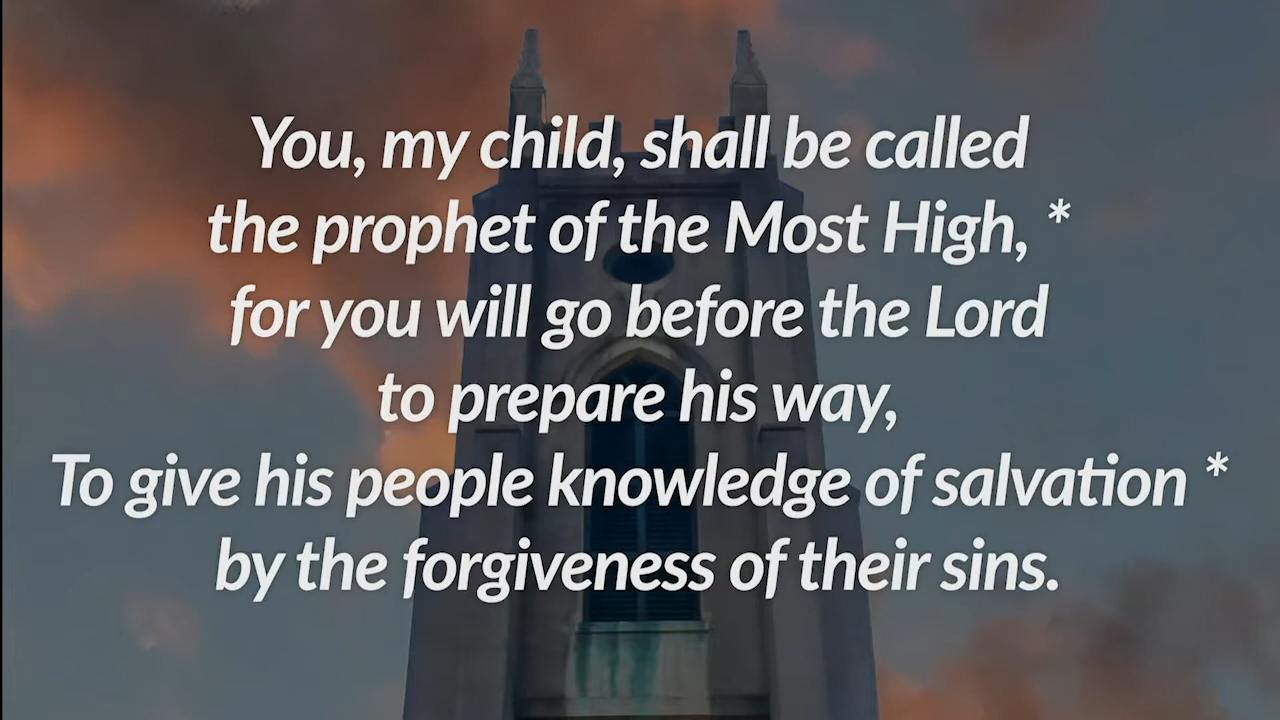 You, my child, shall be called
the prophet of the Most High, *
for you will go before the Lord
to prepare his way,
To give his people knowledge of salvation *
by the forgiveness of their sins.